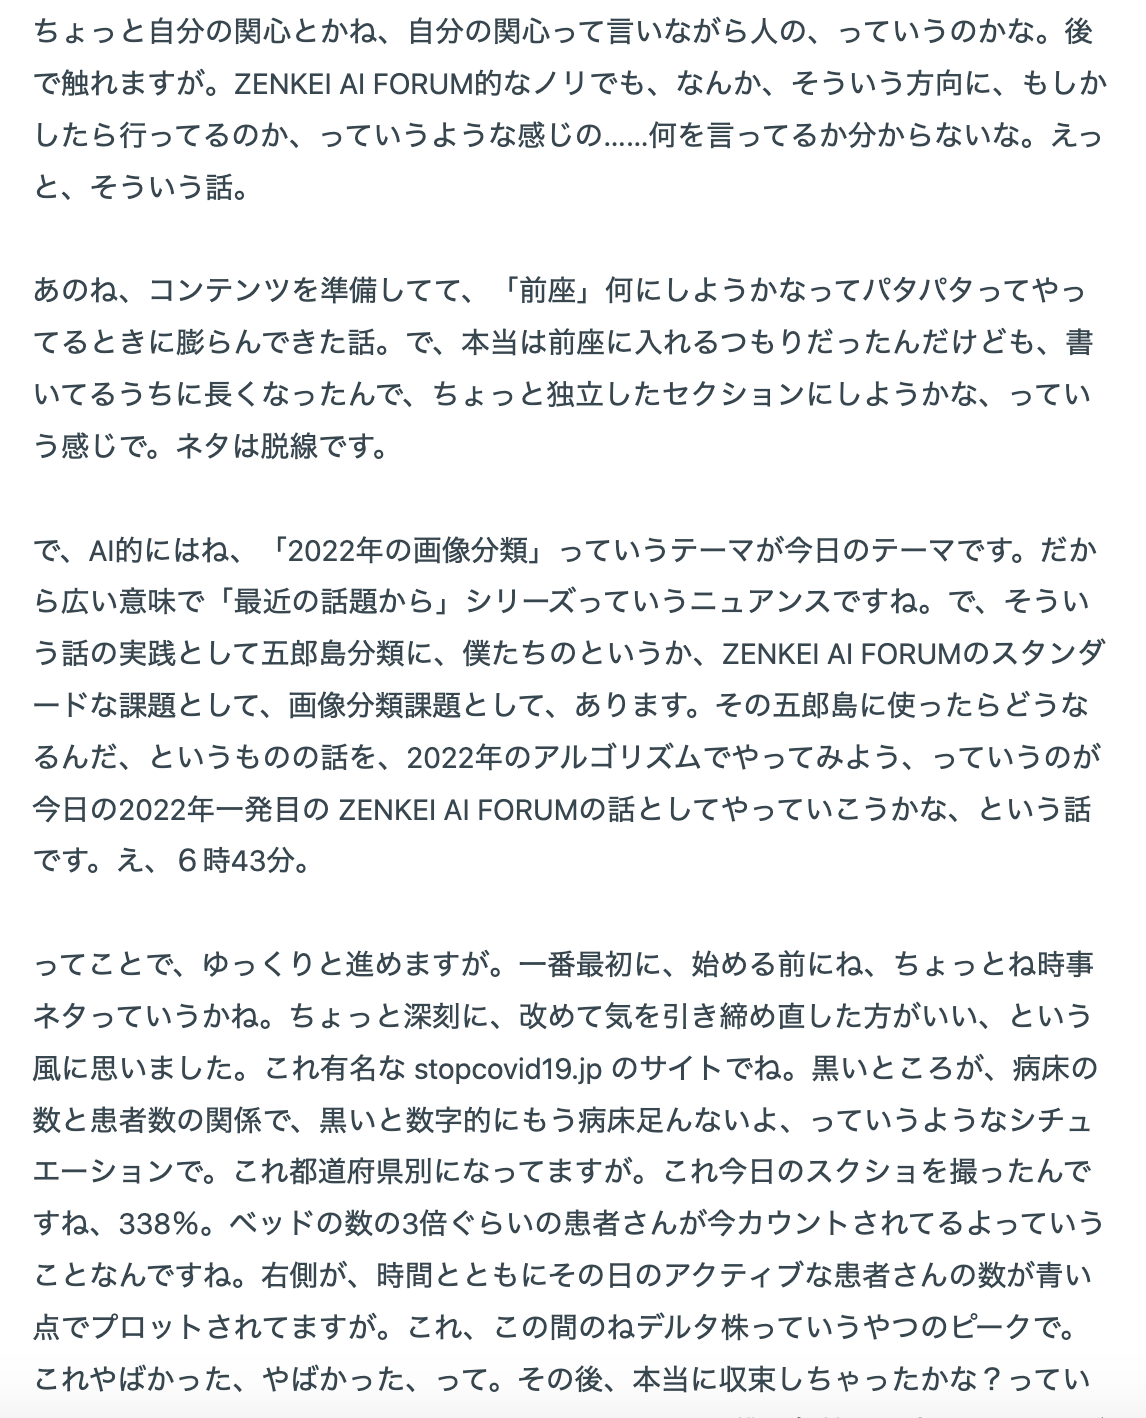 ちょっと自分の関心とかね、自分の関心って言いながら人の、っていうのかな。後
で触れますが。ZENKEI AI FORUM的なノリでも、なんか、そういう方向に、もしか
したら行ってるのか、っていうような感じの......何を言ってるか分からないな。えっ
と、そういう話。
あのね、コンテンツを準備してて、「前座」何にしようかなってパタパタってやっ
てるときに膨らんできた話。で、本当は前座に入れるつもりだったんだけども、書
いてるうちに長くなったんで、ちょっと独立したセクションにしようかな、ってい
う感じで。ネタは脱線です。
で、AI的にはね、「2022年の画像分類」っていうテーマが今日のテーマです。だか
ら広い意味で「最近の話題から」シリーズっていうニュアンスですね。で、そうい
う話の実践として五郎島分類に、僕たちのというか、ZENKEI AI FORUMのスタンダ
ードな課題として、画像分類課題として、あります。その五郎島に使ったらどうな
るんだ、というものの話を、2022年のアルゴリズムでやってみよう、っていうのが
今日の2022年一発目の ZENKEI AI FORUMの話としてやっていこうかな、という話
です。え、６時43分。
ってことで、ゆっくりと進めますが。一番最初に、始める前にね、ちょっとね時事
ネタっていうかね。ちょっと深刻に、改めて気を引き締め直した方がいい、という
風に思いました。これ有名な stopcovid19.jp のサイトでね。黒いところが、病床の
数と患者数の関係で、黒いと数字的にもう病床足んないよ、っていうようなシチュ
エーションで。これ都道府県別になってますが。これ今日のスクショを撮ったんで
すね、338%。ベッドの数の3倍ぐらいの患者さんが今カウントされてるよっていう
ことなんですね。右側が、時間とともにその日のアクティブな患者さんの数が青い
点でプロットされてますが。これ、この間のねデルタ株っていうやつのピークで。
これやばかった、やばかった、って。その後、本当に収束しちゃったかな？ってい